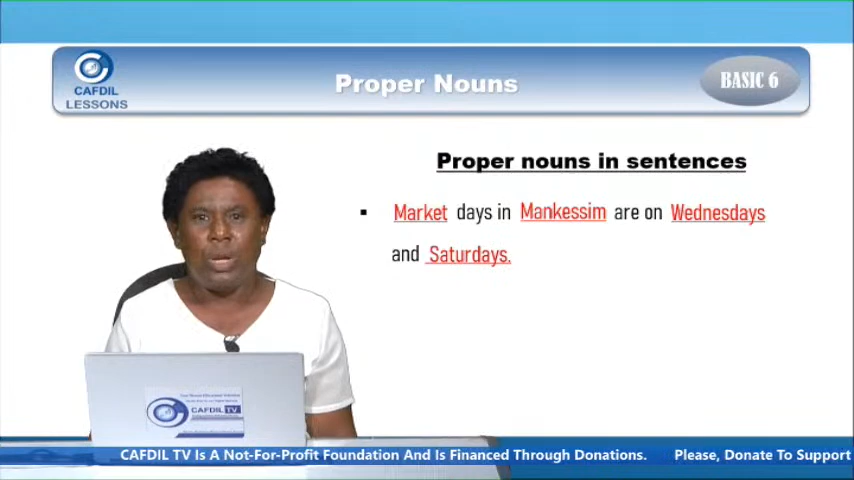 CAFDIL
LESSONS
Proper Nouns
BASIC 6
Proper nouns in sentences
▪ Market days in Mankessim are on Wednesdays
and Saturdays.
CAFDIL TV
CAFDIL TV Is A Not-For-Profit Foundation And Is Financed Through Donations. Please, Donate To Support